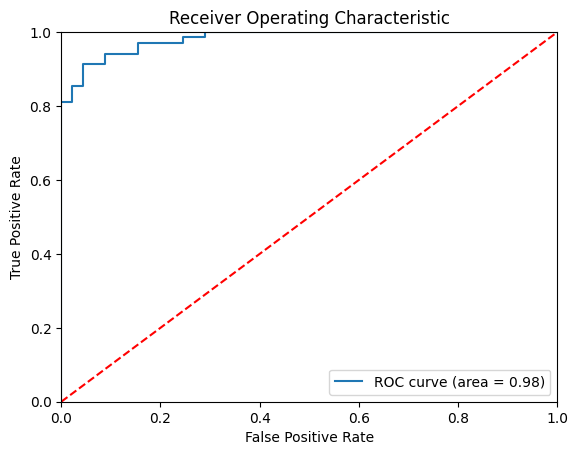 Receiver Operating Characteristic
True Positive Rate
1.0
0.8
0.6
0.4
0.2
0.0
ROC curve (area = 0.98)
0.0 0.2 0.4 0.6 0.8 1.0
False Positive Rate